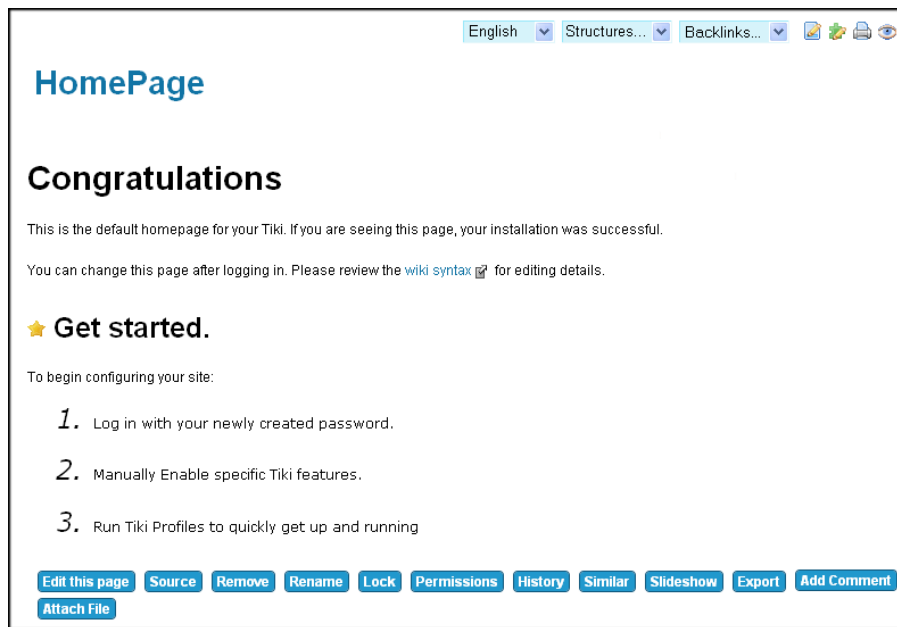 English Structures... Backlinks...
HomePage
Congratulations
This is the default homepage for your Tiki. If you are seeing this page, your installation was successful.
You can change this page after logging in. Please review the wiki syntax for editing details.
Get started.
To begin configuring your site:
1. Log in with your newly created password.
2. Manually Enable specific Tiki features.
3. Run Tiki Profiles to quickly get up and running
Edit this page Source Remove Rename Lock Permissions History Similar Slideshow Export Add Comment
Attach File